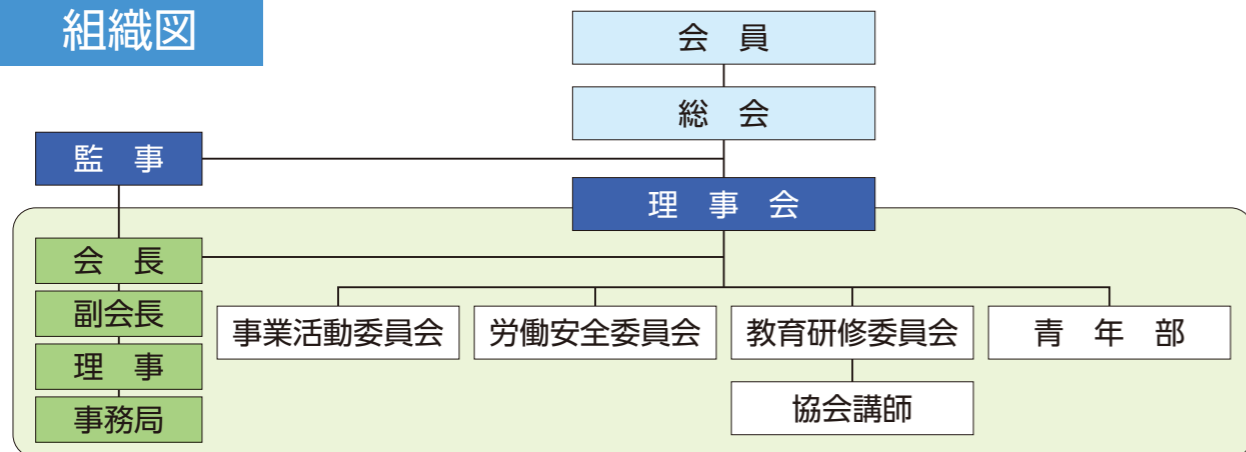 組織図
会　員
総　会
監　事
理　事　会
会　長
副会長
理　事
事務局
事業活動委員会
労働安全委員会
教育研修委員会
青　年　部
協会講師